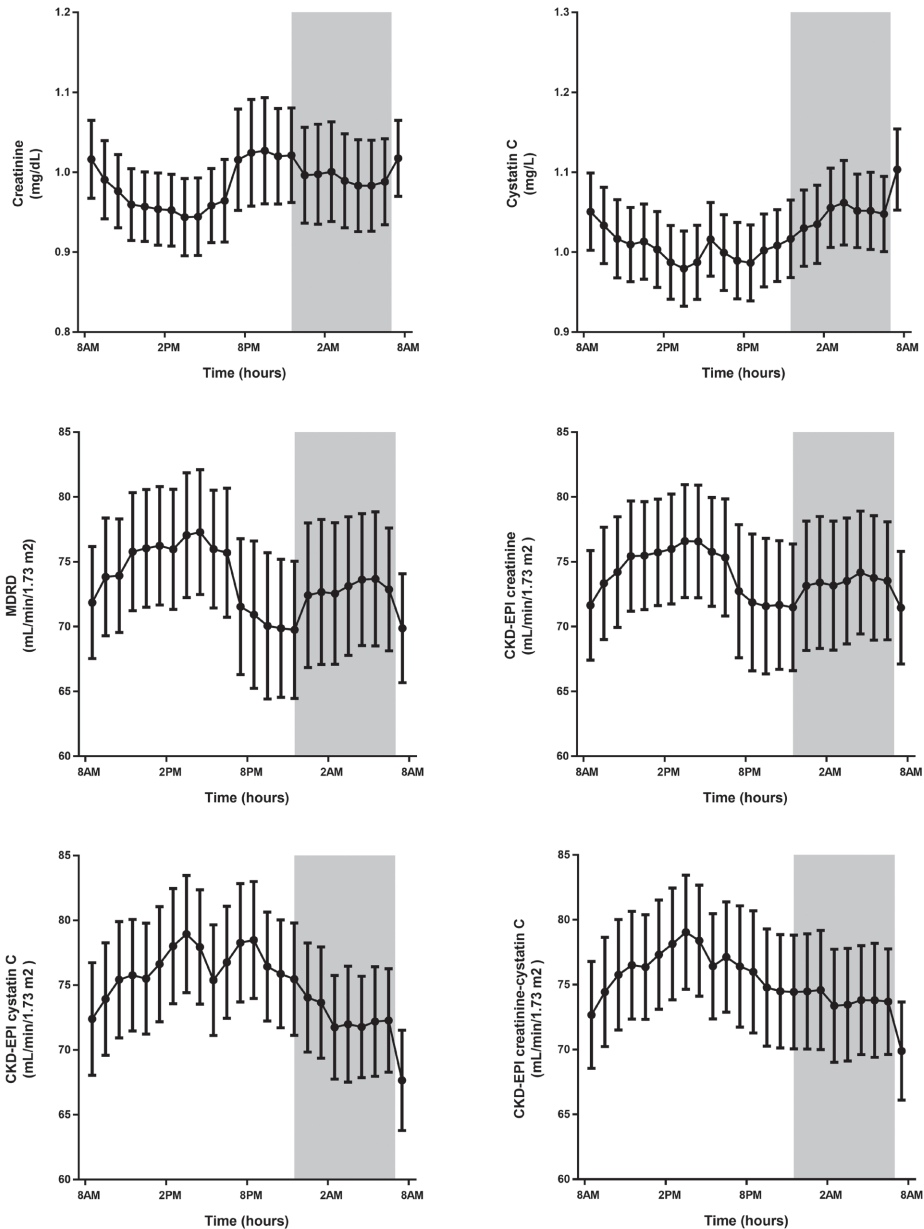 1.2
1.1
1.0
0.9
0.8
Creatinine
(mg/dL)
8AM
2PM
8PM
2AM
8AM
Time (hours)
1.3
1.2
1.1
1.0
0.9
Cystatin C
(mg/L)
8AM
2PM
8PM
2AM
8AM
Time (hours)
85
80
75
70
65
60
MDRD
(mL/min/1.73 m2)
8AM
2PM
8PM
2AM
8AM
Time (hours)
85
80
75
70
65
60
CKD-EPI creatinine
(mL/min/1.73 m2)
8AM
2PM
8PM
2AM
8AM
Time (hours)
85
80
75
70
65
60
CKD-EPI cystatin C
(mL/min/1.73 m2)
8AM
2PM
8PM
2AM
8AM
Time (hours)
85
80
75
70
65
60
CKD-EPI creatinine-cystatin C
(mL/min/1.73 m2)
8AM
2PM
8PM
2AM
8AM
Time (hours)